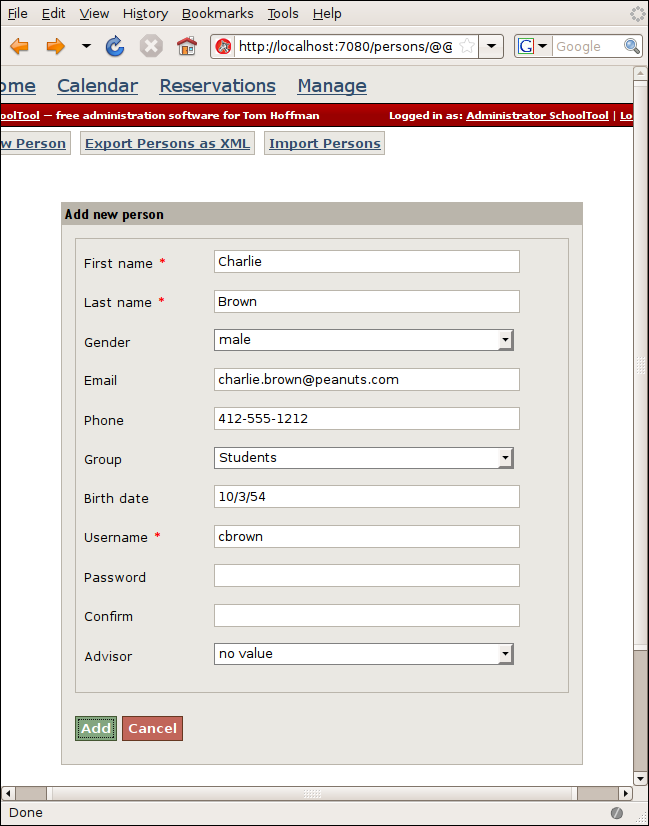 File Edit View History Bookmarks Tools Help
http://localhost:7080/persons/@@ G Google
ome Calendar Reservations Manage
oolTool — free administration software for Tom Hoffman Logged in as: Administrator SchoolTool | Lo
w Person Export Persons as XML Import Persons
Add new person
First name * Charlie
Last name * Brown
Gender male
Email charlie.brown@peanuts.com
Phone 412-555-1212
Group Students
Birth date 10/3/54
Username * cbrown
Password
Confirm
Advisor no value
Add Cancel
Done